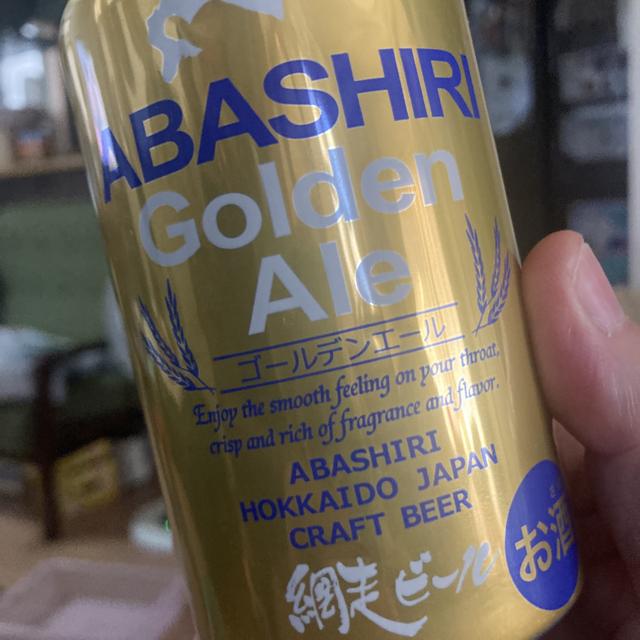 ABASHIRI
Golden
Ale
ゴールデンエール
Enjoy the smooth feeling on your throat,
crisp and rich of fragrance and flavor.
ABASHIRI
HOKKAIDO JAPAN
CRAFT BEER
網走ビール
お酒